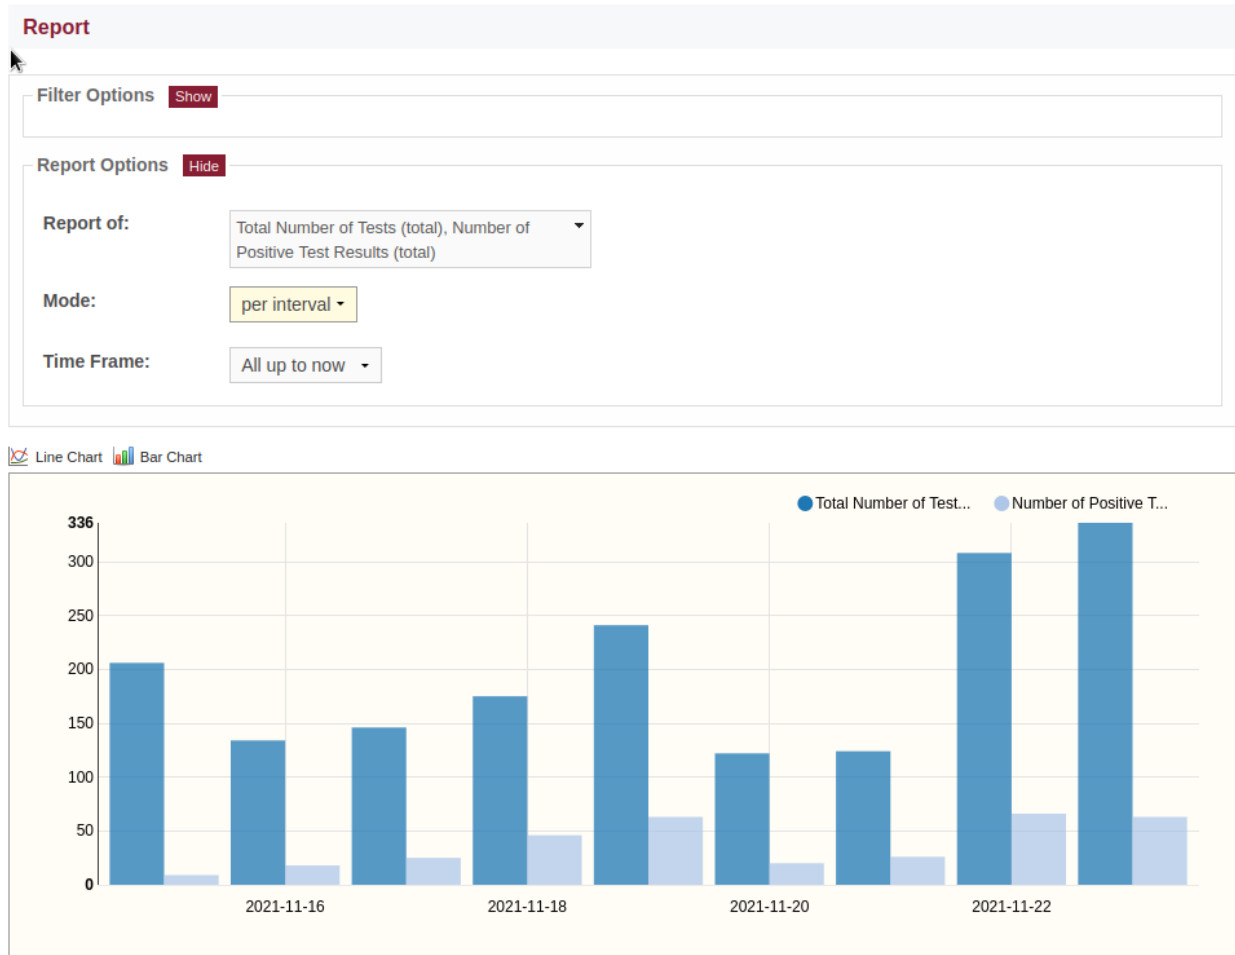 Report
Filter Options Show
Report Options Hide
Report of:
Total Number of Tests (total), Number of
Positive Test Results (total)
Mode:
per interval
Time Frame:
All up to now
Line Chart Bar Chart
Total Number of Test... Number of Positive T...
336
300
250
200
150
100
50
0
2021-11-16 2021-11-18 2021-11-20 2021-11-22